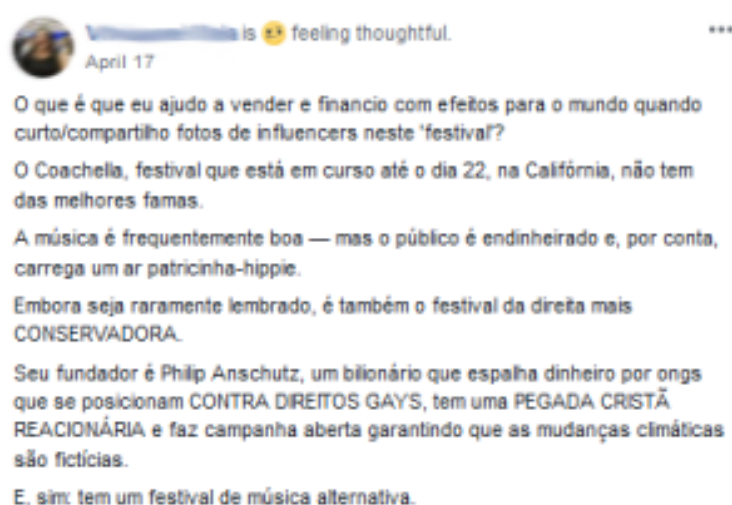 is feeling thoughtful.
April 17
O que é que eu ajudo a vender e financio com efeitos para o mundo quando
curto/compartilho fotos de influencers neste 'festival'?
O Coachella, festival que está em curso até o dia 22, na Califórnia, não tem
das melhores famas.
A música é frequentemente boa — mas o público é endinheirado e, por conta,
carrega um ar patricinha-hippie.
Embora seja raramente lembrado, é também o festival da direita mais
CONSERVADORA.
Seu fundador é Philip Anschutz, um bilionário que espalha dinheiro por ongs
que se posicionam CONTRA DIREITOS GAYS, tem uma PEGADA CRISTÃ
REACIONÁRIA e faz campanha aberta garantindo que as mudanças climáticas
são fictícias.
E, sim: tem um festival de música alternativa.